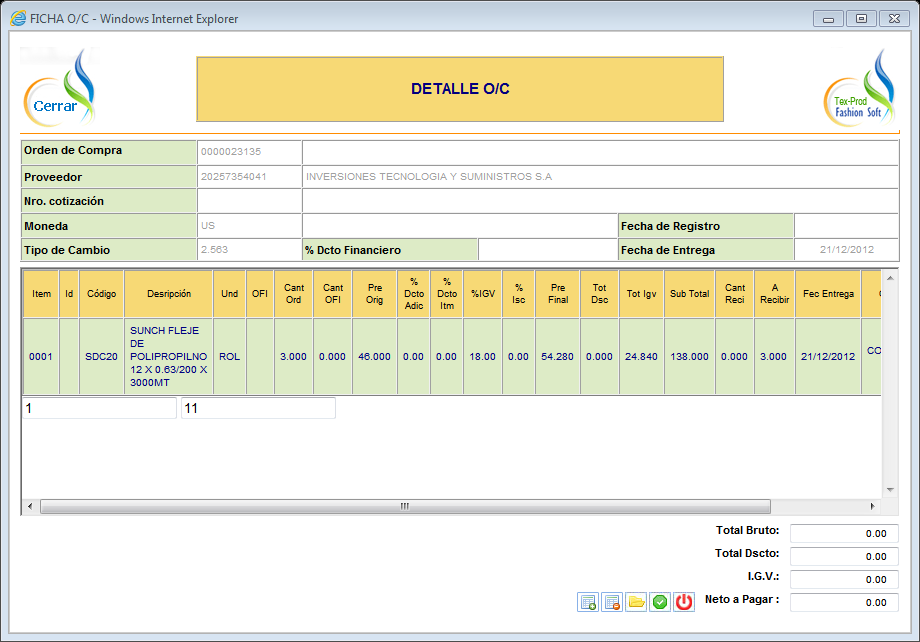 FICHA O/C - Windows Internet Explorer
Cerrar
DETALLE O/C
Tex-Prod
Fashion Soft
Orden de Compra 0000023135
Proveedor 20257354041 INVERSIONES TECNOLOGIA Y SUMINISTROS S.A
Nro. cotización
Moneda US Fecha de Registro
Tipo de Cambio 2.563 % Dcto Financiero Fecha de Entrega 21/12/2012
Item Id Código Desripción Und OFI Cant Ord Cant OFI Pre Orig % Dcto Adic % Dcto Itm %IGV % Isc Pre Final Tot Dsc Tot Igv Sub Total Cant Reci A Recibir Fec Entrega
0001 SDC20 SUNCH FLEJE DE POLIPROPILNO 12 X 0.63/200 X 3000MT ROL 3.000 0.000 46.000 0.00 0.00 18.00 0.00 54.280 0.000 24.840 138.000 0.000 3.000 21/12/2012 CO
1 11
Total Bruto: 0.00
Total Dscto: 0.00
I.G.V.: 0.00
Neto a Pagar : 0.00